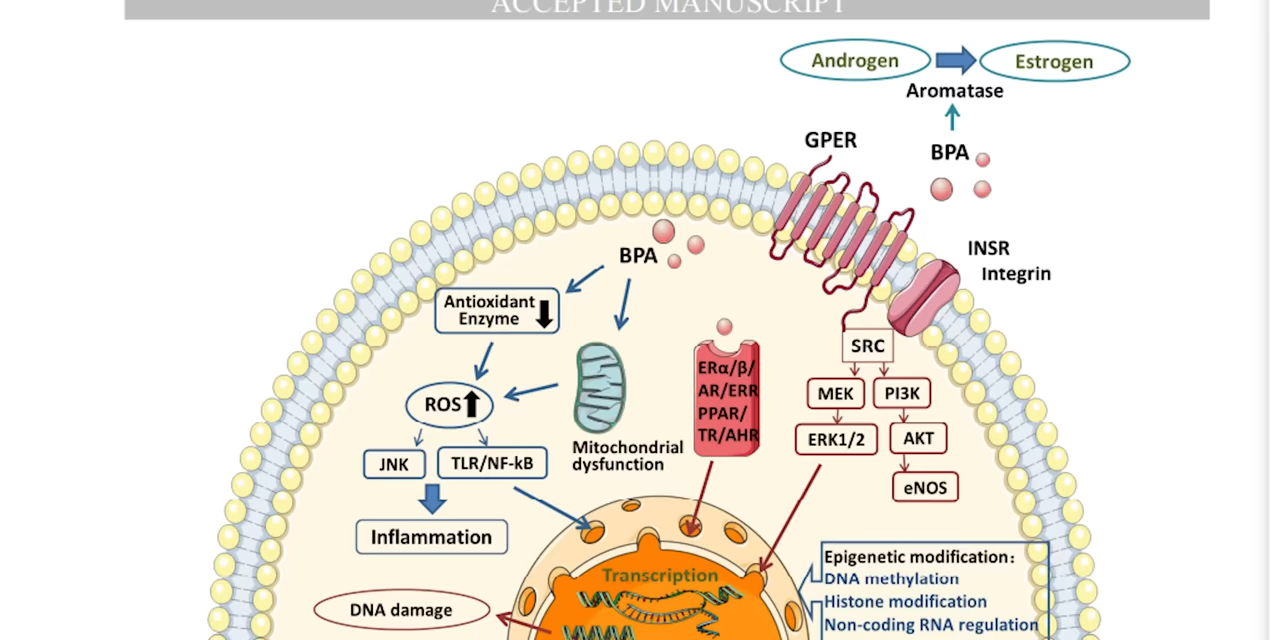 ACCEPTED MANUSCRIPT
Androgen
Estrogen
Aromatase
GPER
BPA
INSR
Integrin
BPA
Antioxidant
Enzyme
SRC
ERα/β/
AR/ERR
PPAR/
TR/AHR
MEK
PI3K
ROS
ERK1/2
AKT
Mitochondrial
dysfunction
JNK
TLR/NF-kB
eNOS
Inflammation
Epigenetic modification:
DNA methylation
Histone modification
Non-coding RNA regulation
Transcription
DNA damage